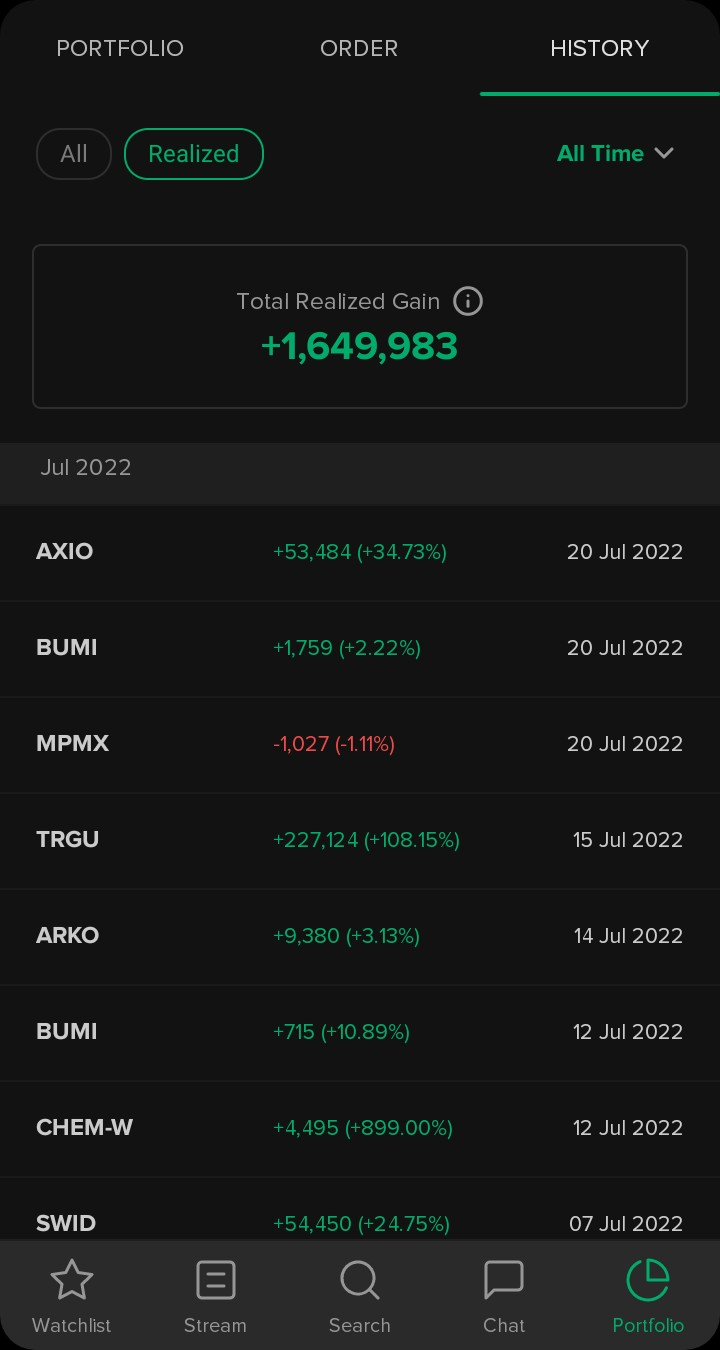 PORTFOLIO ORDER HISTORY
All Realized All Time
Total Realized Gain
+1,649,983
Jul 2022
AXIO +53,484 (+34.73%) 20 Jul 2022
BUMI +1,759 (+2.22%) 20 Jul 2022
MPMX -1,027 (-1.11%) 20 Jul 2022
TRGU +227,124 (+108.15%) 15 Jul 2022
ARKO +9,380 (+3.13%) 14 Jul 2022
BUMI +715 (+10.89%) 12 Jul 2022
CHEM-W +4,495 (+899.00%) 12 Jul 2022
SWID +54,450 (+24.75%) 07 Jul 2022
Watchlist Stream Search Chat Portfolio